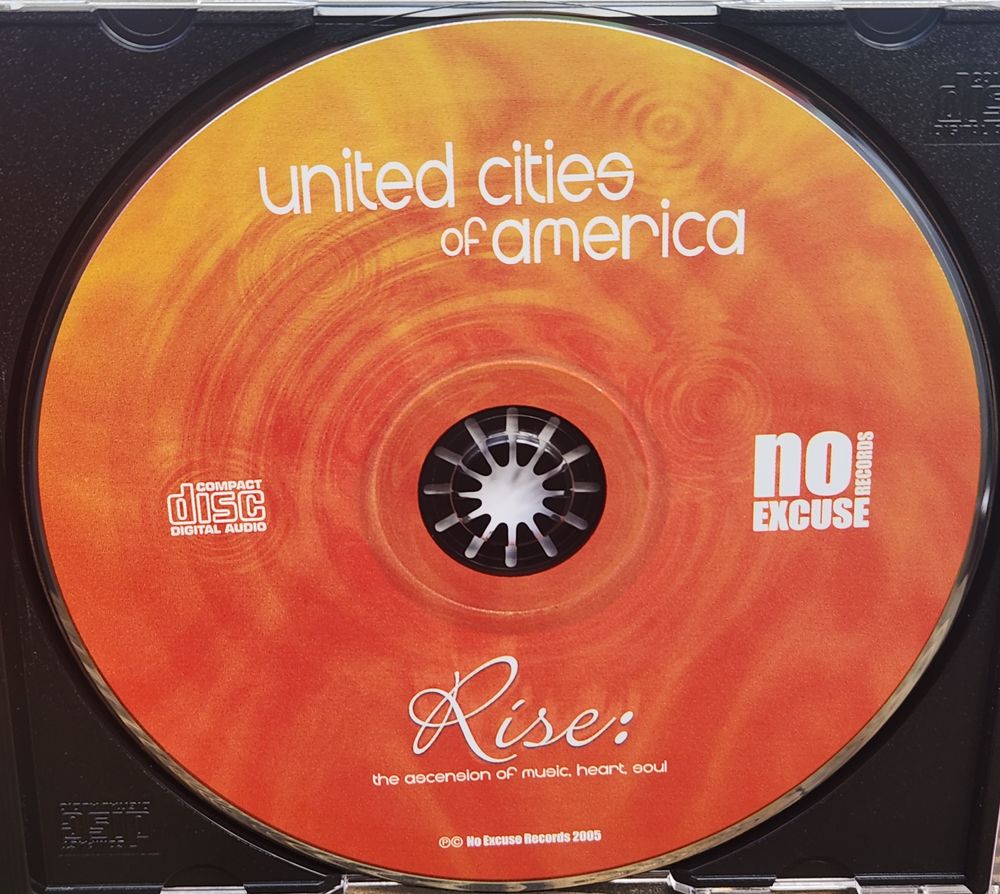 united cities
of america
COMPACT
disc
DIGITAL AUDIO
no
RECORDS
EXCUSE
Rise:
the ascension of music, heart, soul
℗© No Excuse Records 2005